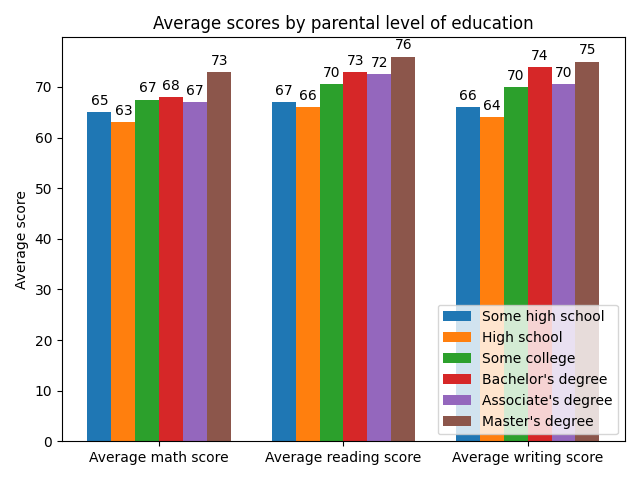 Average scores by parental level of education
Average score
70
60
50
40
30
20
10
0
65 63 67 68 67 73
67 66 70 73 72 76
66 64 70 74 70 75
Some high school
High school
Some college
Bachelor's degree
Associate's degree
Master's degree
Average math score Average reading score Average writing score